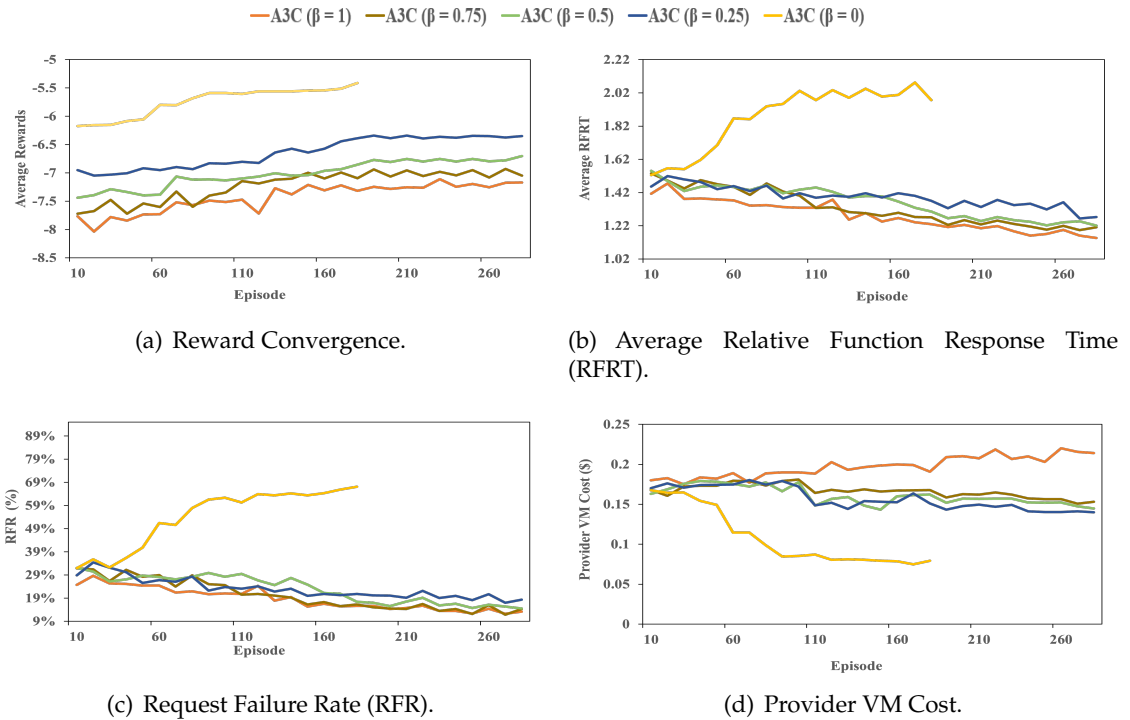 A3C (β = 1) A3C (β = 0.75) A3C (β = 0.5) A3C (β = 0.25) A3C (β = 0)
-5
-5.5
-6
-6.5
-7
-7.5
-8
-8.5
Average Rewards
10 60 110 160 210 260
Episode
(a) Reward Convergence.
2.22
2.02
1.82
1.62
1.42
1.22
1.02
Average RFRT
10 60 110 160 210 260
Episode
(b) Average Relative Function Response Time
(RFRT).
89%
79%
69%
59%
49%
39%
29%
19%
9%
RFR (%)
10 60 110 160 210 260
Episode
(c) Request Failure Rate (RFR).
0.25
0.2
0.15
0.1
0.05
0
Provider VM Cost ($)
10 60 110 160 210 260
Episode
(d) Provider VM Cost.